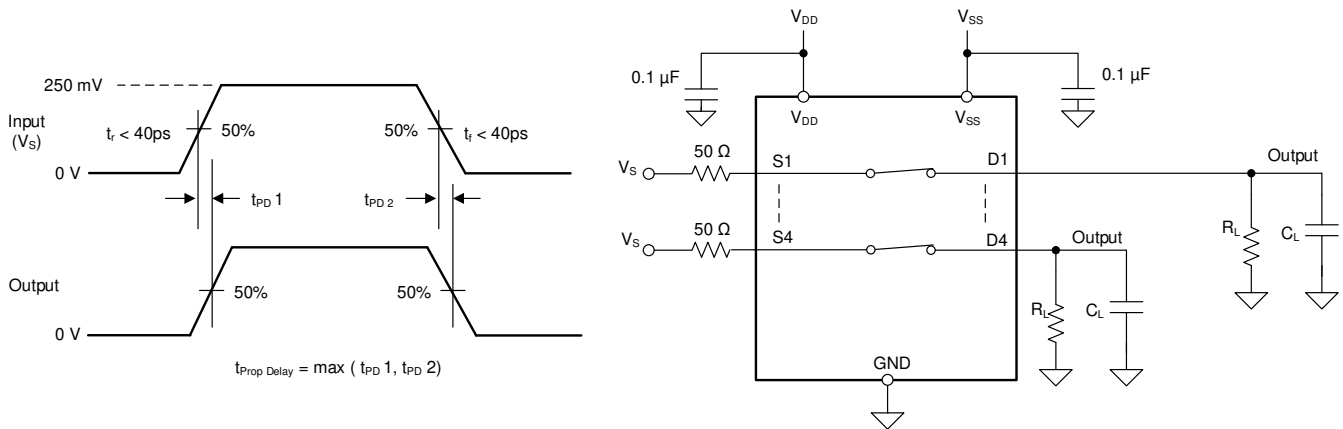 250 mV
Input
(VS)
tr < 40ps
50%
50%
tf < 40ps
0 V
tPD 1
tPD 2
Output
50%
50%
0 V
tProp Delay = max ( tPD 1, tPD 2)
VDD
VSS
0.1 µF
0.1 µF
VDD
VSS
VS
50 Ω
S1
D1
Output
VS
50 Ω
S4
D4
Output
RL
CL
RL
CL
GND